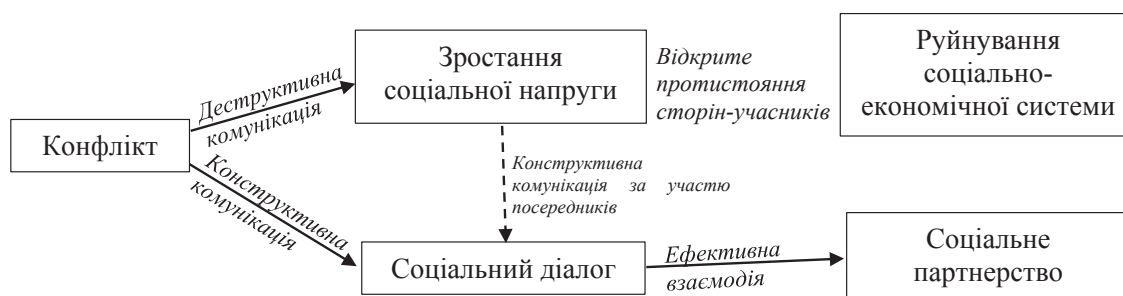 Конфлікт
Деструктивна
комунікація
Конструктивна
комунікація
Зростання
соціальної напруги
Відкрите
протистояння
сторін-учасників
Руйнування
соціально-
економічної системи
Конструктивна
комунікація за участю
посередників
Соціальний діалог
Ефективна
взаємодія
Соціальне
партнерство